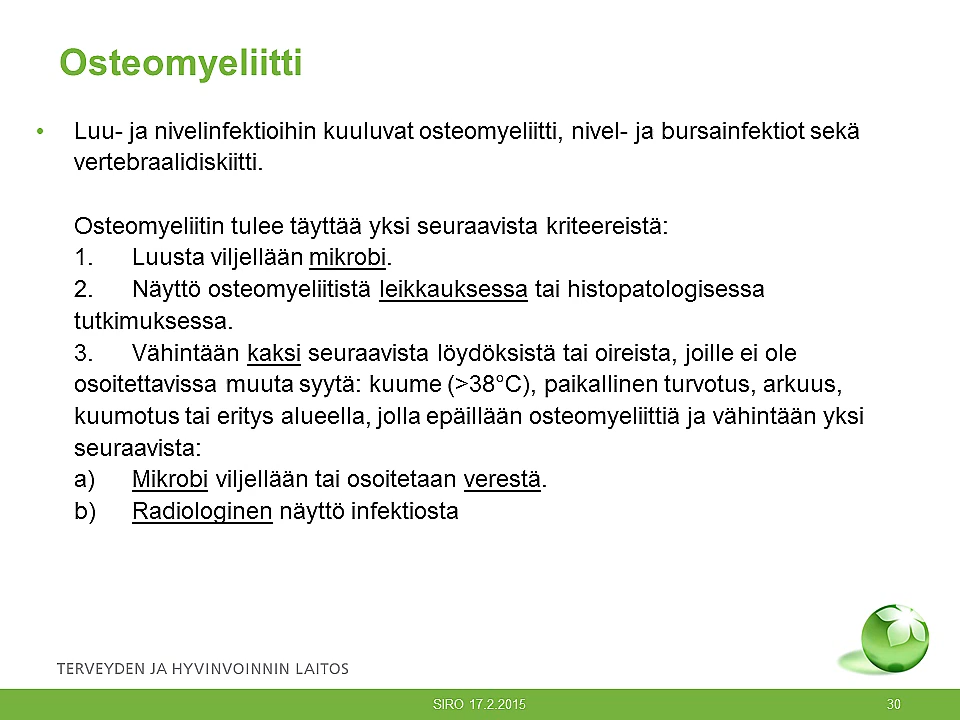 Osteomyeliitti
• Luu- ja nivelinfektioihin kuuluvat osteomyeliitti, nivel- ja bursainfektiot sekä
vertebraalidiskiitti.
Osteomyeliitin tulee täyttää yksi seuraavista kriteereistä:
1. Luusta viljellään mikrobi.
2. Näyttö osteomyeliitistä leikkauksessa tai histopatologisessa
tutkimuksessa.
3. Vähintään kaksi seuraavista löydöksistä tai oireista, joille ei ole
osoitettavissa muuta syytä: kuume (>38°C), paikallinen turvotus, arkuus,
kuumotus tai eritys alueella, jolla epäillään osteomyeliittiä ja vähintään yksi
seuraavista:
a) Mikrobi viljellään tai osoitetaan verestä.
b) Radiologinen näyttö infektiosta
TERVEYDEN JA HYVINVOINNIN LAITOS
SIRO 17.2.2015 30